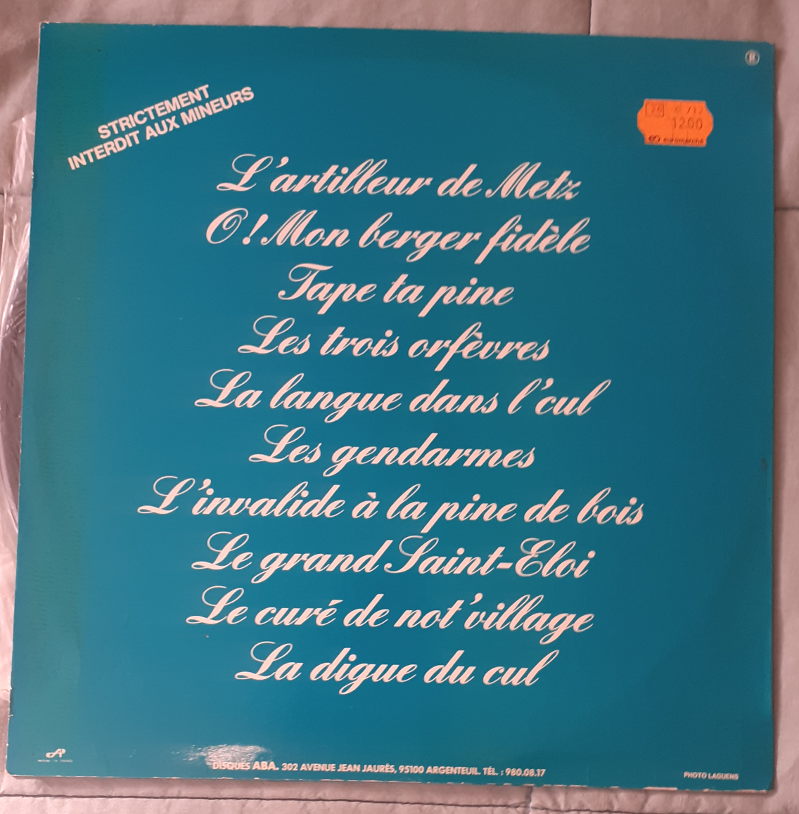 STRICTEMENT
INTERDIT AUX MINEURS
1200
euromarché
L'artilleur de Metz
O! Mon berger fidèle
Tape ta pine
Les trois orfèvres
La langue dans l'cul
Les gendarmes
L'invalide à la pine de bois
Le grand Saint-Eloi
Le curé de not'village
La digue du cul
DISQUES ABA. 302 AVENUE JEAN JAURÈS, 95100 ARGENTEUIL. TÉL. : 980.08.17
PHOTO LAGUENS